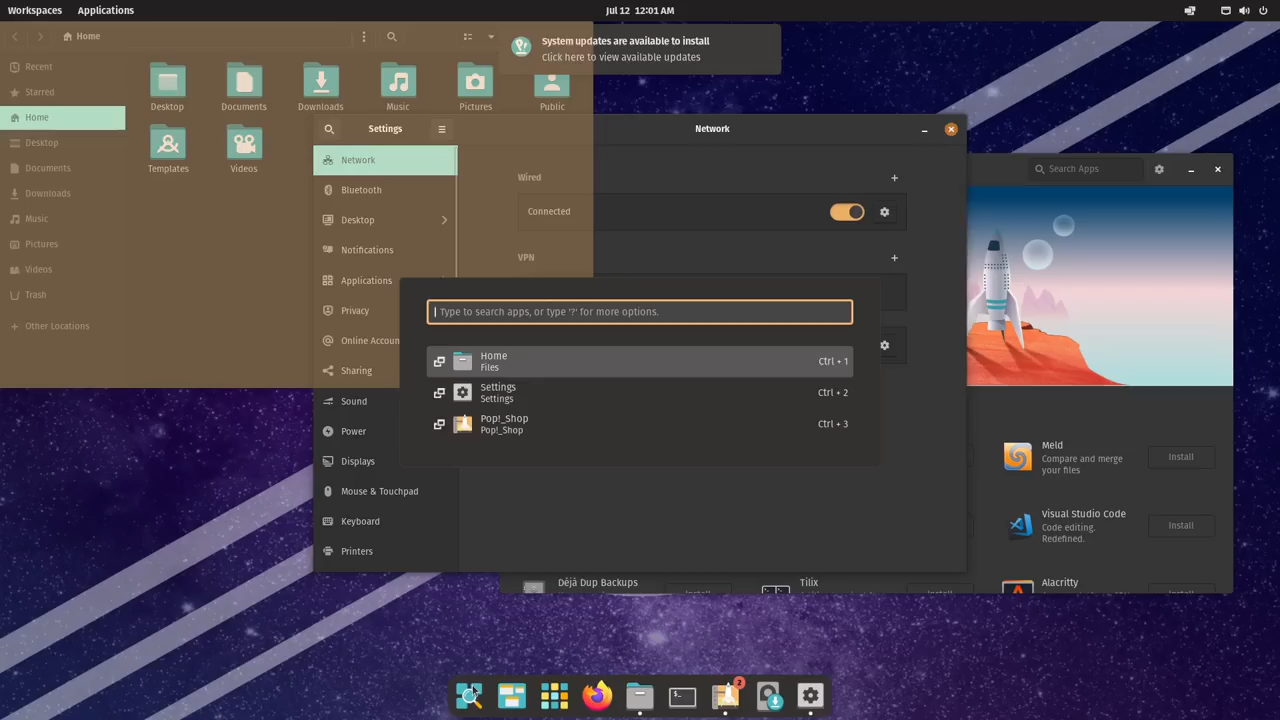 Workspaces
Applications
Jul 12 12:01 AM
Home
System updates are available to install
Click here to view available updates
Recent
Starred
Home
Desktop
Documents
Downloads
Music
Pictures
Videos
Trash
Other Locations
Desktop
Documents
Downloads
Music
Pictures
Public
Templates
Videos
Settings
Network
Network
Bluetooth
Desktop
Notifications
Applications
Privacy
Online Accoun
Sharing
Sound
Power
Displays
Mouse & Touchpad
Keyboard
Printers
Wired
Connected
VPN
Search Apps
Type to search apps, or type '?' for more options.
Home
Files
Ctrl + 1
Settings
Settings
Ctrl + 2
Pop!_Shop
Pop!_Shop
Ctrl + 3
Meld
Compare and merge
your files
Install
Visual Studio Code
Code editing.
Redefined.
Install
Déjà Dup Backups
Tilix
Alacritty
2